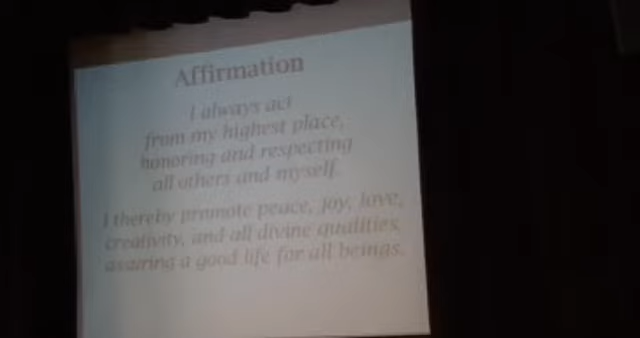 Affirmation
I always act
from my highest place,
honoring and respecting
all others and myself.
I thereby promote peace, joy, love,
creativity, and all divine qualities
assuring a good life for all beings.